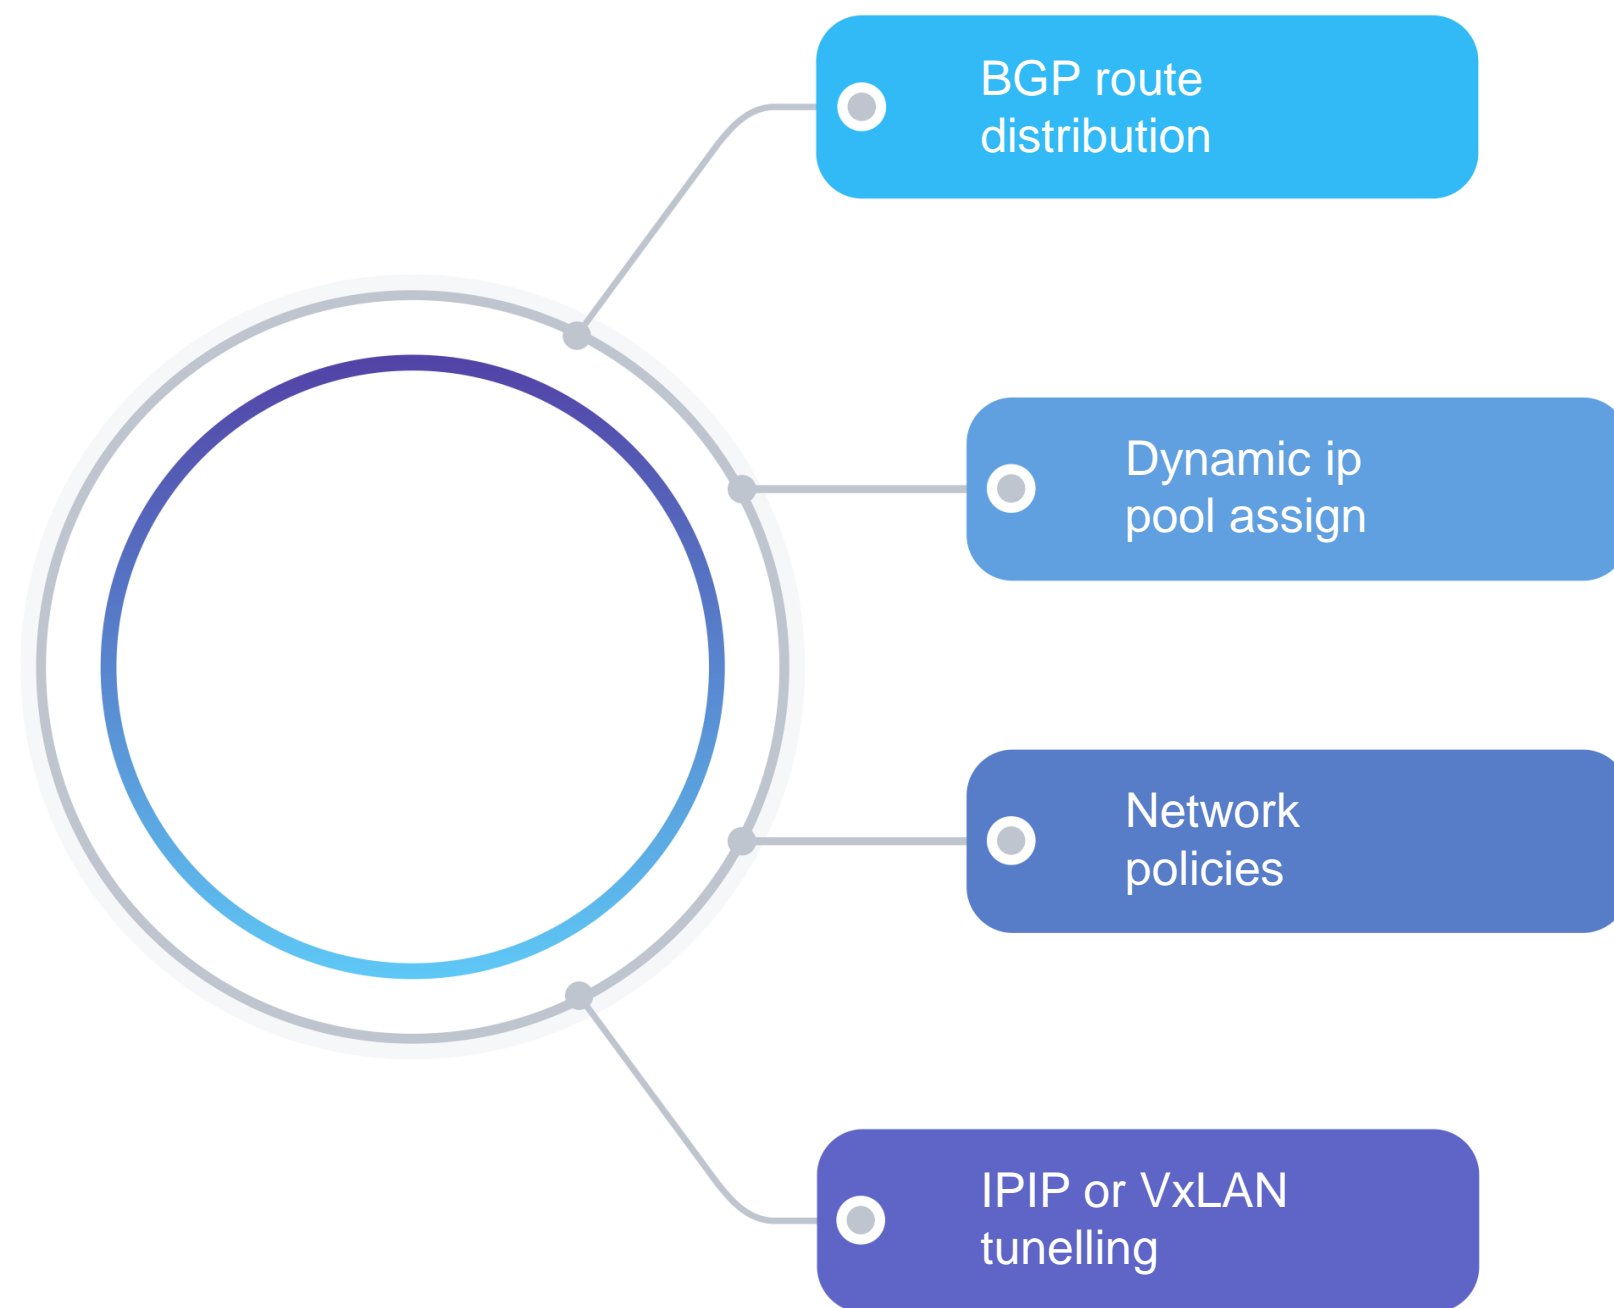 BGP route
distribution
Dynamic ip
pool assign
Network
policies
IPIP or VxLAN
tunelling